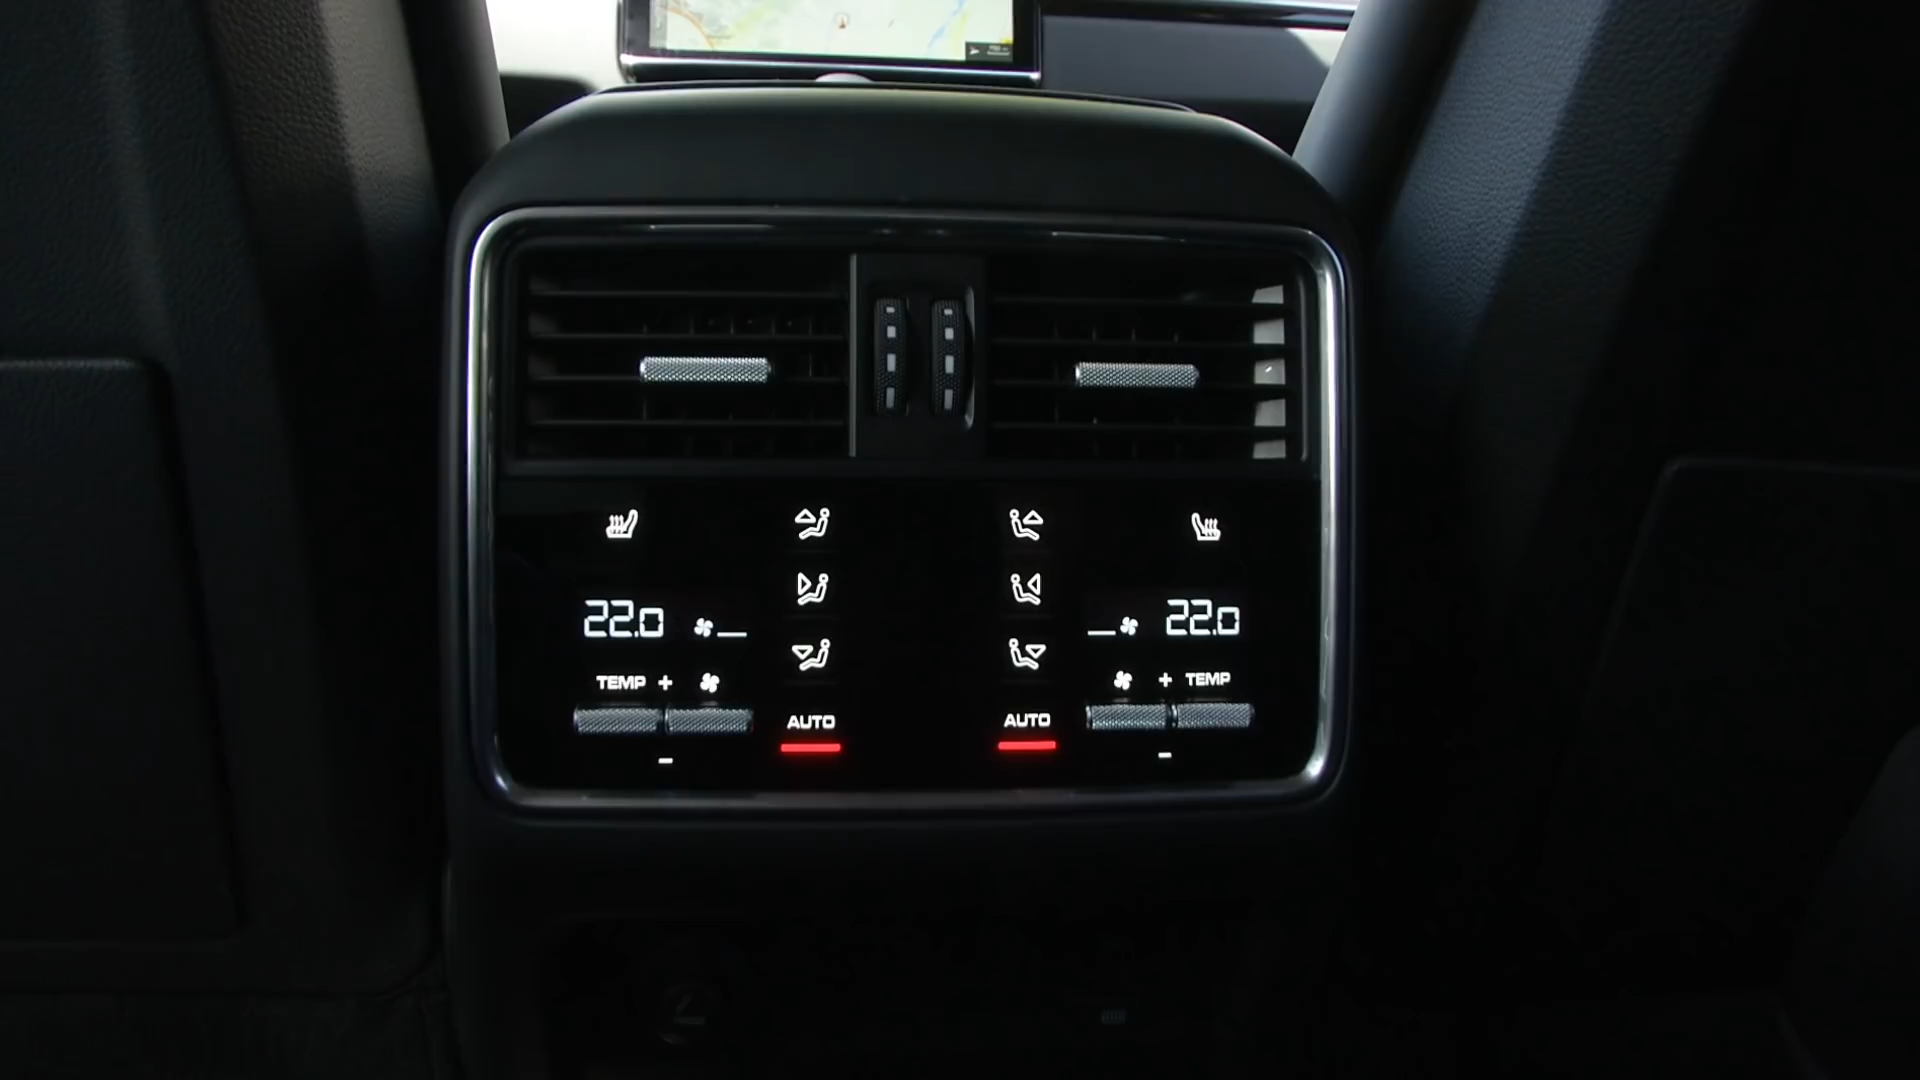 22.0
22.0
TEMP +
+ TEMP
AUTO
AUTO
-
-